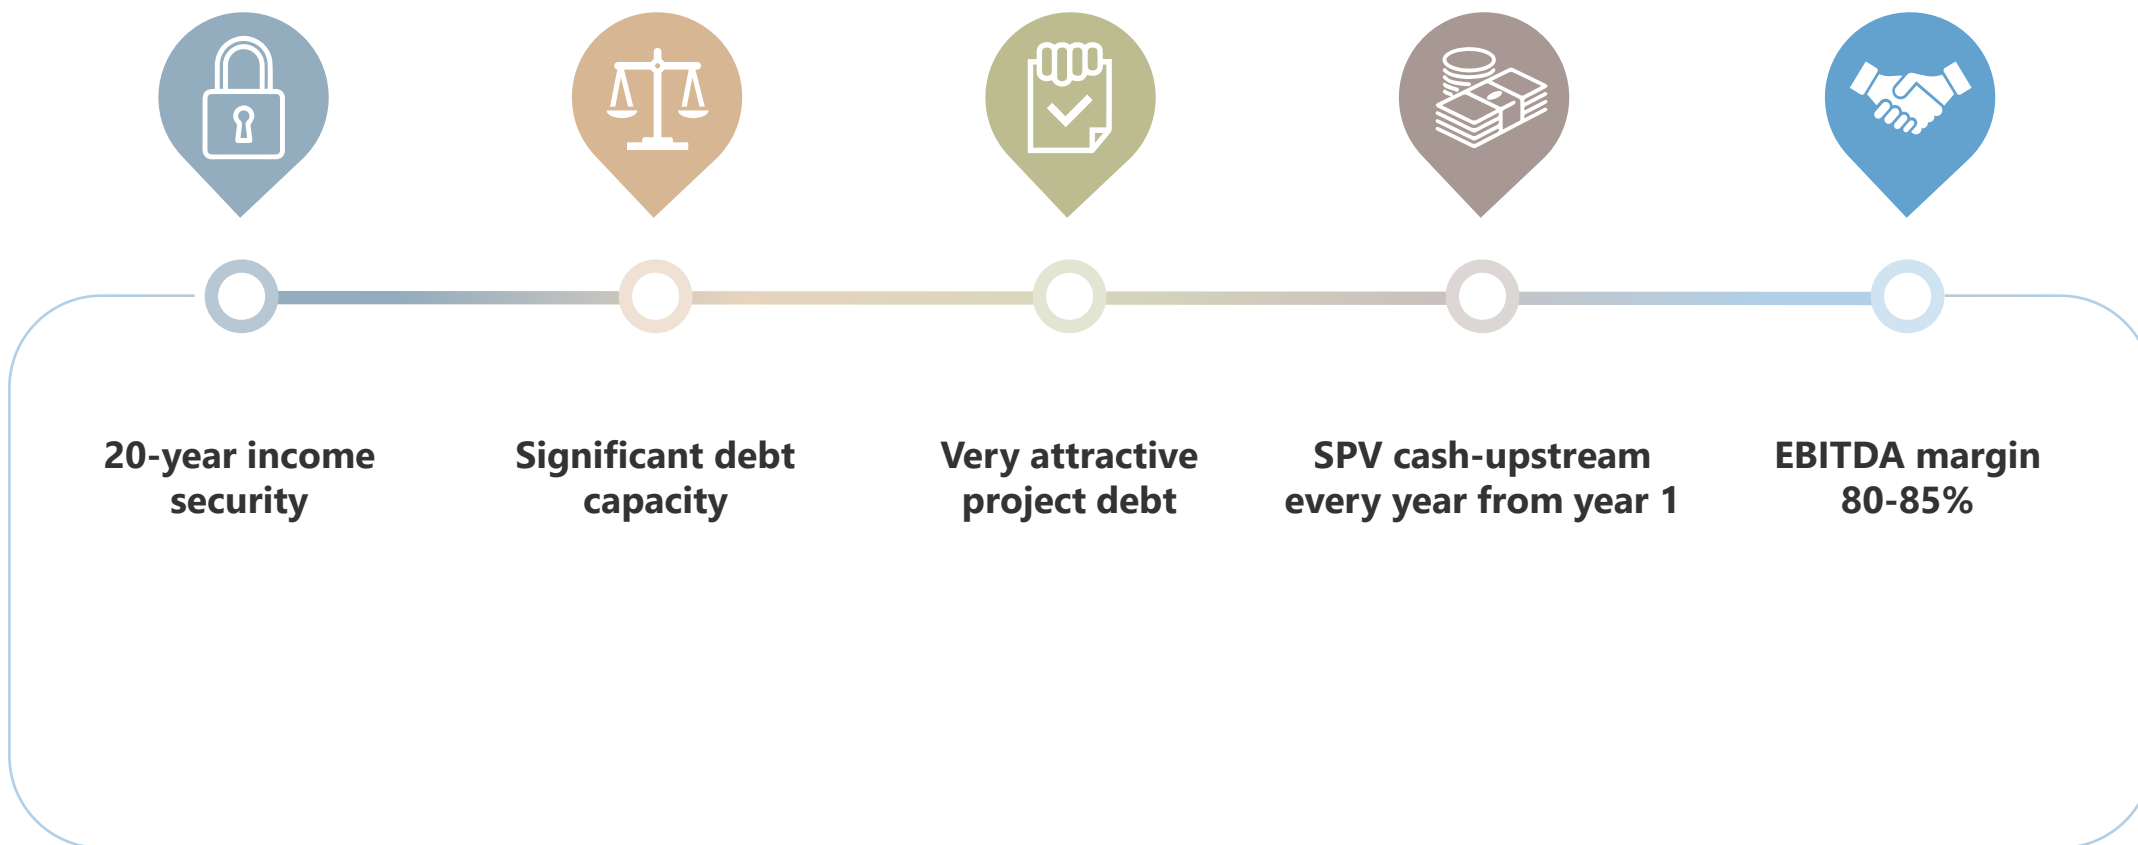 20-year income
security
Significant debt
capacity
Very attractive
project debt
SPV cash-upstream
every year from year 1
EBITDA margin
80-85%